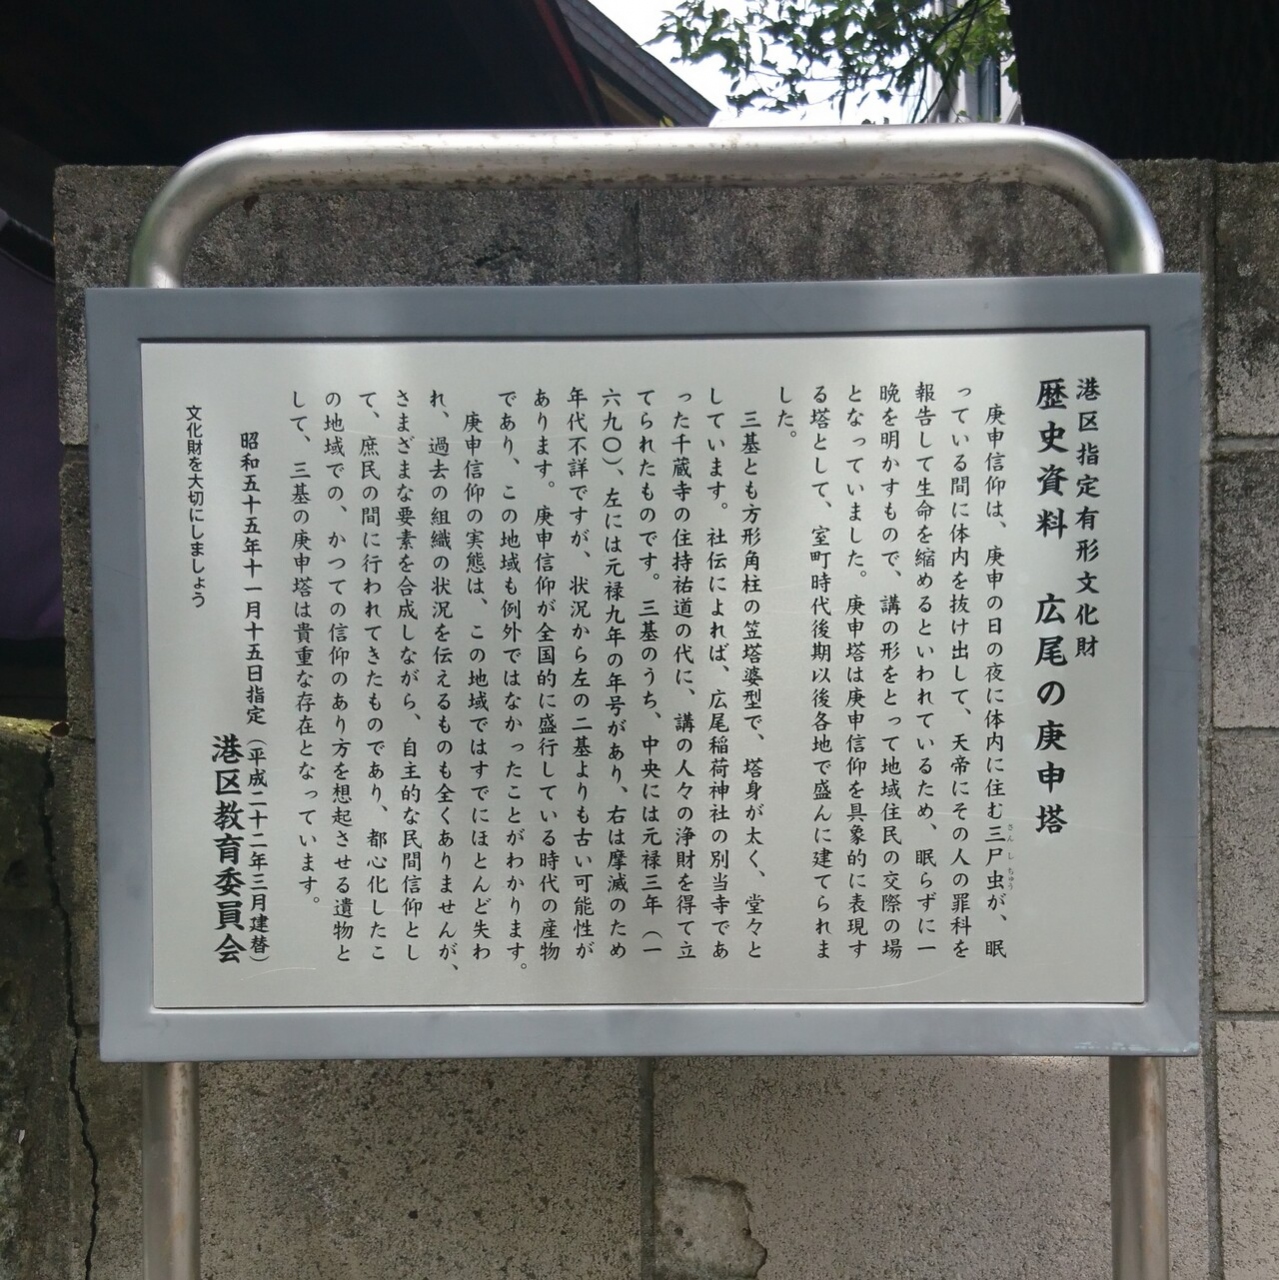 港区指定有形文化財
歴史資料 広尾の庚申塔
庚申信仰は、庚申の日の夜に体内に住む三尸虫が、眠
さんしちゅう
っている間に体内を抜け出して、天帝にその人の罪科を
報告して生命を縮めるといわれているため、眠らずに一
晩を明かすもので、講の形をとって地域住民の交際の場
となっていました。庚申塔は庚申信仰を具象的に表現す
る塔として、室町時代後期以後各地で盛んに建てられま
した。
三基とも方形角柱の笠塔婆型で、塔身が太く、堂々と
しています。社伝によれば、広尾稲荷神社の別当寺であ
った千蔵寺の住持祐道の代に、講の人々の浄財を得て立
てられたものです。三基のうち、中央には元禄三年（一
六九〇）、左には元禄九年の年号があり、右は摩滅のため
年代不詳ですが、状況から左の二基よりも古い可能性が
あります。庚申信仰が全国的に盛行している時代の産物
であり、この地域も例外ではなかったことがわかります。
庚申信仰の実態は、この地域ではすでにほとんど失わ
れ、過去の組織の状況を伝えるものも全くありませんが、
さまざまな要素を合成しながら、自主的な民間信仰とし
て、庶民の間に行われてきたものであり、都心化したこ
の地域での、かつての信仰のあり方を想起させる遺物と
して、三基の庚申塔は貴重な存在となっています。
昭和五十五年十一月十五日指定（平成二十二年三月建替）
港区教育委員会
文化財を大切にしましょう